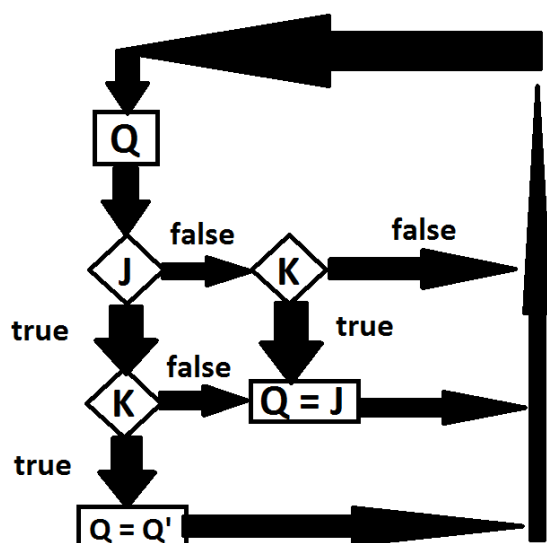 Q
false
false
J
K
true
true
false
K
Q = J
true
Q = Q'